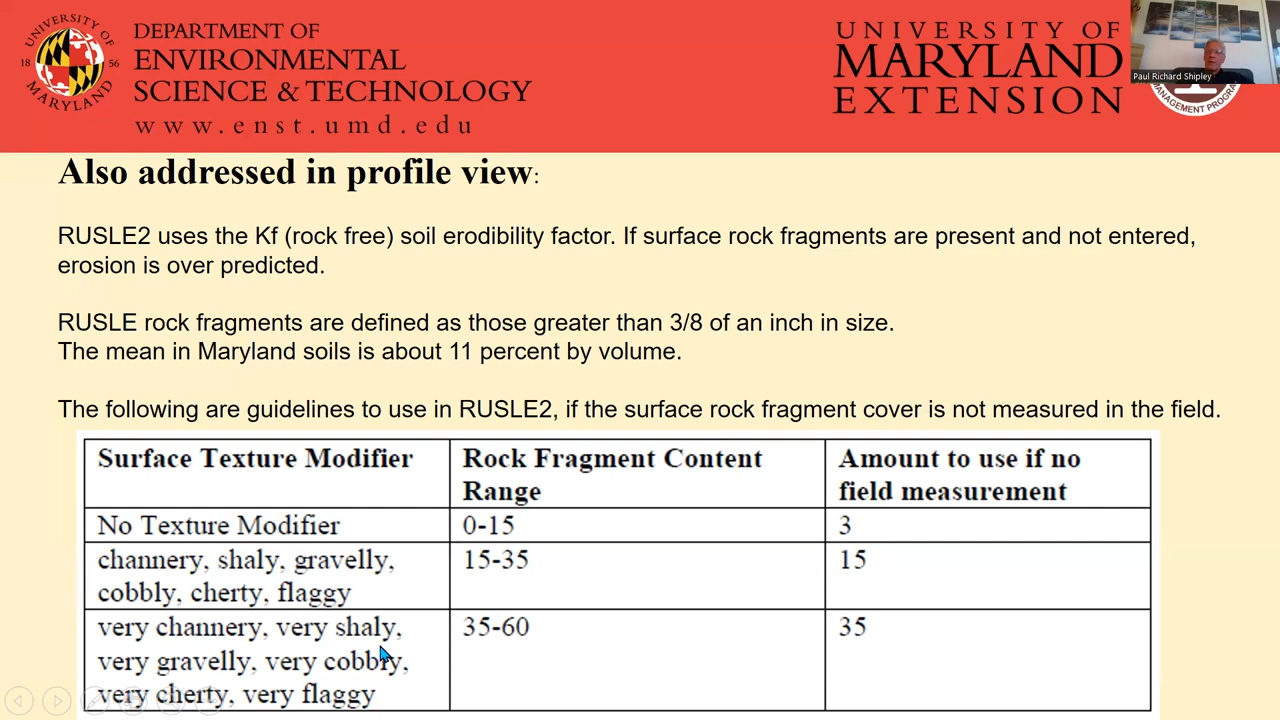 UNIVERSITY OF
18 56
MARYLAND
DEPARTMENT OF
ENVIRONMENTAL
SCIENCE & TECHNOLOGY
www.enst.umd.edu
UNIVERSITY OF
MARYLAND
EXTENSION
Paul Richard Shipley
MANAGEMENT PROGR
Also addressed in profile view:
RUSLE2 uses the Kf (rock free) soil erodibility factor. If surface rock fragments are present and not entered,
erosion is over predicted.
RUSLE rock fragments are defined as those greater than 3/8 of an inch in size.
The mean in Maryland soils is about 11 percent by volume.
The following are guidelines to use in RUSLE2, if the surface rock fragment cover is not measured in the field.
Surface Texture Modifier
Rock Fragment Content
Range
Amount to use if no
field measurement
No Texture Modifier
0-15
3
channery, shaly, gravelly,
cobbly, cherty, flaggy
15-35
15
very channery, very shaly,
very gravelly, very cobbly,
very cherty, very flaggy
35-60
35